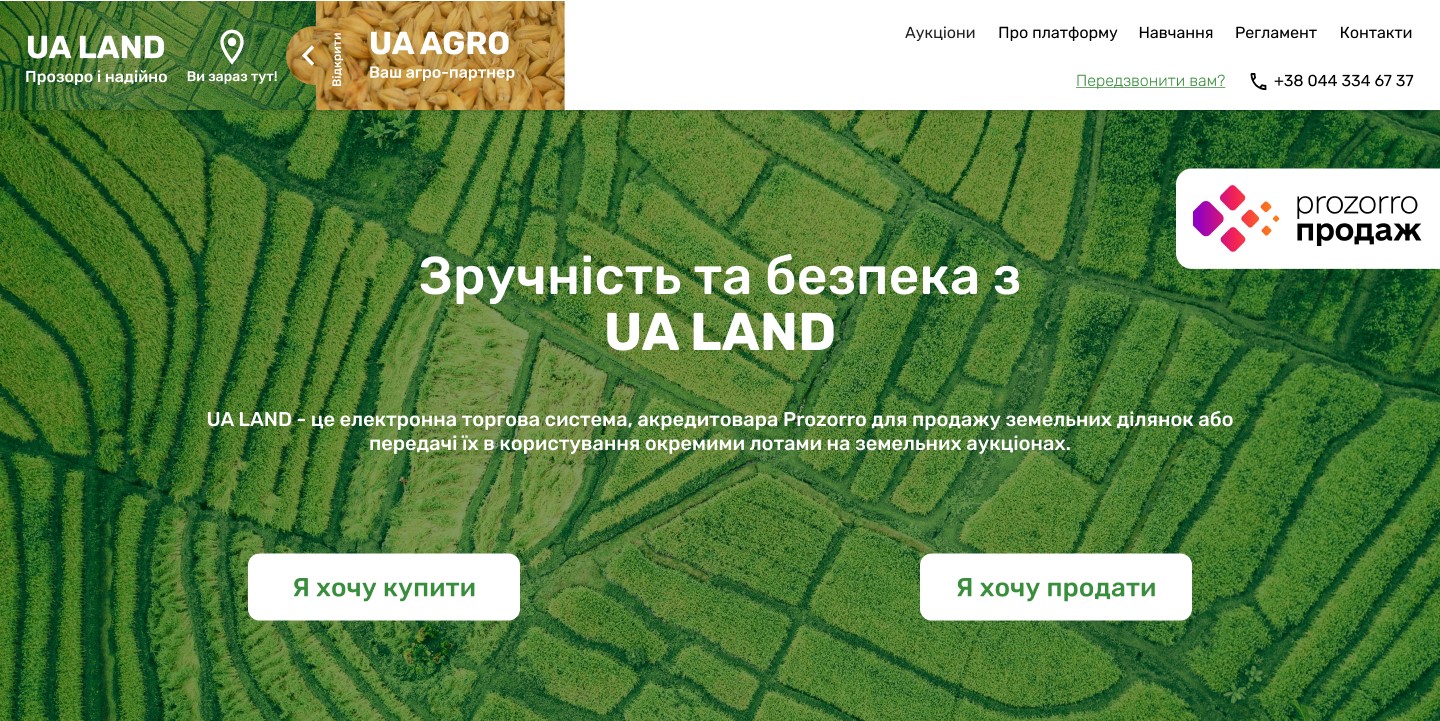 UA LAND
Прозоро і надійно
Ви зараз тут!
Відкрити
UA AGRO
Ваш агро-партнер
Аукціони Про платформу Навчання Регламент Контакти
Передзвонити вам? +38 044 334 67 37
prozorro
продаж
Зручність та безпека з
UA LAND
UA LAND - це електронна торгова система, акредитовара Prozorro для продажу земельних ділянок або
передачі їх в користування окремими лотами на земельних аукціонах.
Я хочу купити
Я хочу продати